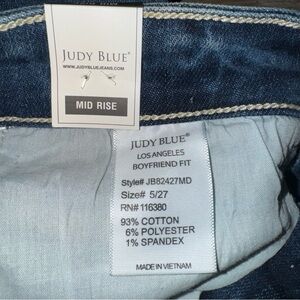 JUDY BLUE®
WWW.JUDYBLUEJEANS.COM
MID RISE
JUDY BLUE®
LOS ANGELES
BOYFRIEND FIT
Style# JB82427MD
Size# 5/27
RN# 116380
93% COTTON
6% POLYESTER
1% SPANDEX
MADE IN VIETNAM